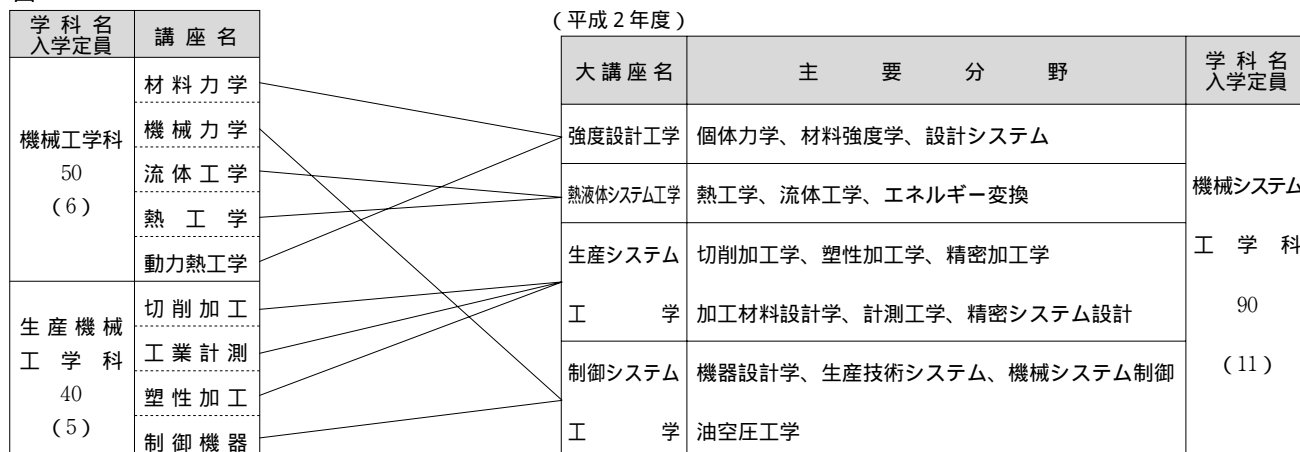 (平成2年度)
学科名
入学定員
講座名
機械工学科
50
(6)
材料力学
機械力学
流体工学
熱工学
動力熱工学
生産機械
工学科
40
(5)
切削加工
工業計測
塑性加工
制御機器
大講座名
主要分野
学科名
入学定員
強度設計工学
個体力学、材料強度学、設計システム
熱液体システム工学
熱工学、流体工学、エネルギー変換
生産システム
工学
切削加工学、塑性加工学、精密加工学
加工材料設計学、計測工学、精密システム設計
制御システム
工学
機器設計学、生産技術システム、機械システム制御
油空圧工学
機械システム
工学科
90
(11)